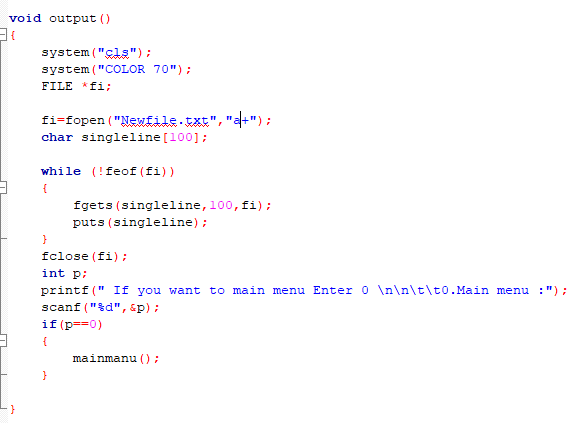 void output()
{
system("cls");
system("COLOR 70");
FILE *fi;
fi=fopen("Newfile.txt","a+");
char singleline[100];
while (!feof(fi))
{
fgets(singleline,100,fi);
puts(singleline);
}
fclose(fi);
int p;
printf(" If you want to main menu Enter 0 \n\n\t\t0.Main menu :");
scanf("%d",&p);
if(p==0)
{
mainmanu();
}
}